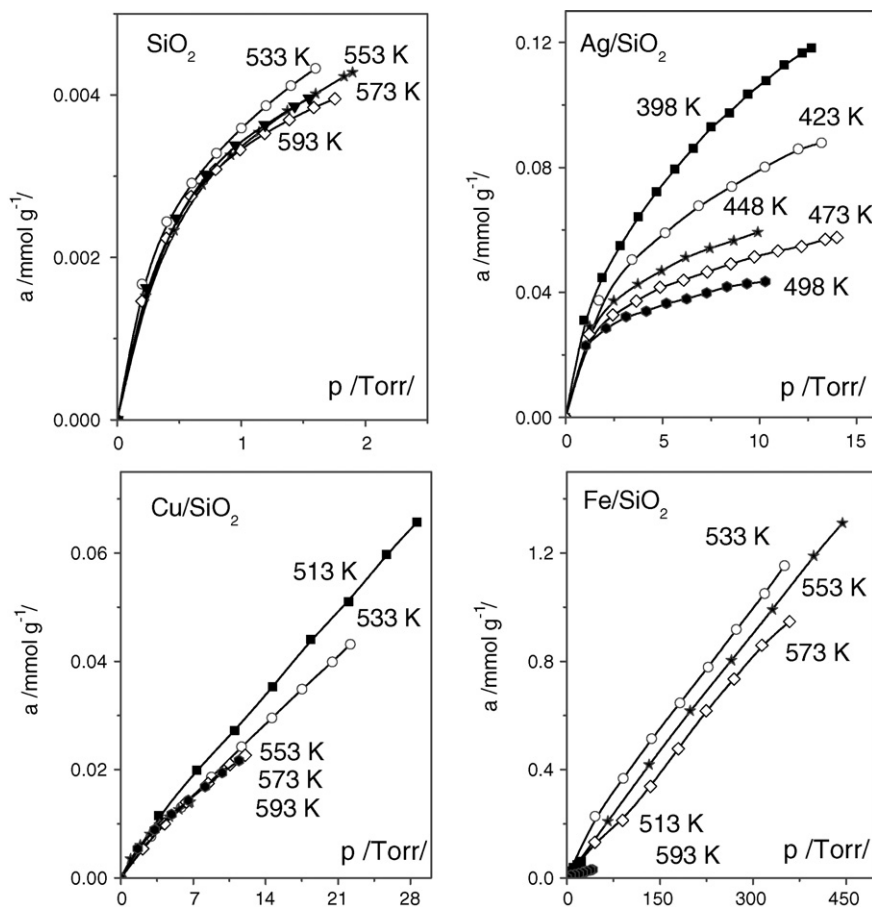 SiO2
533 K
553 K
573 K
593 K
0.004
0.002
0.000
a /mmol g-1/
p /Torr/
0
1
2
Ag/SiO2
398 K
423 K
448 K
473 K
498 K
0.12
0.08
0.04
0.00
a /mmol g-1/
p /Torr/
0
5
10
15
Cu/SiO2
513 K
533 K
553 K
573 K
593 K
0.06
0.04
0.02
0.00
a /mmol g-1/
p /Torr/
0
7
14
21
28
Fe/SiO2
533 K
553 K
573 K
513 K
593 K
1.2
0.8
0.4
0.0
a /mmol g-1/
p /Torr/
0
150
300
450